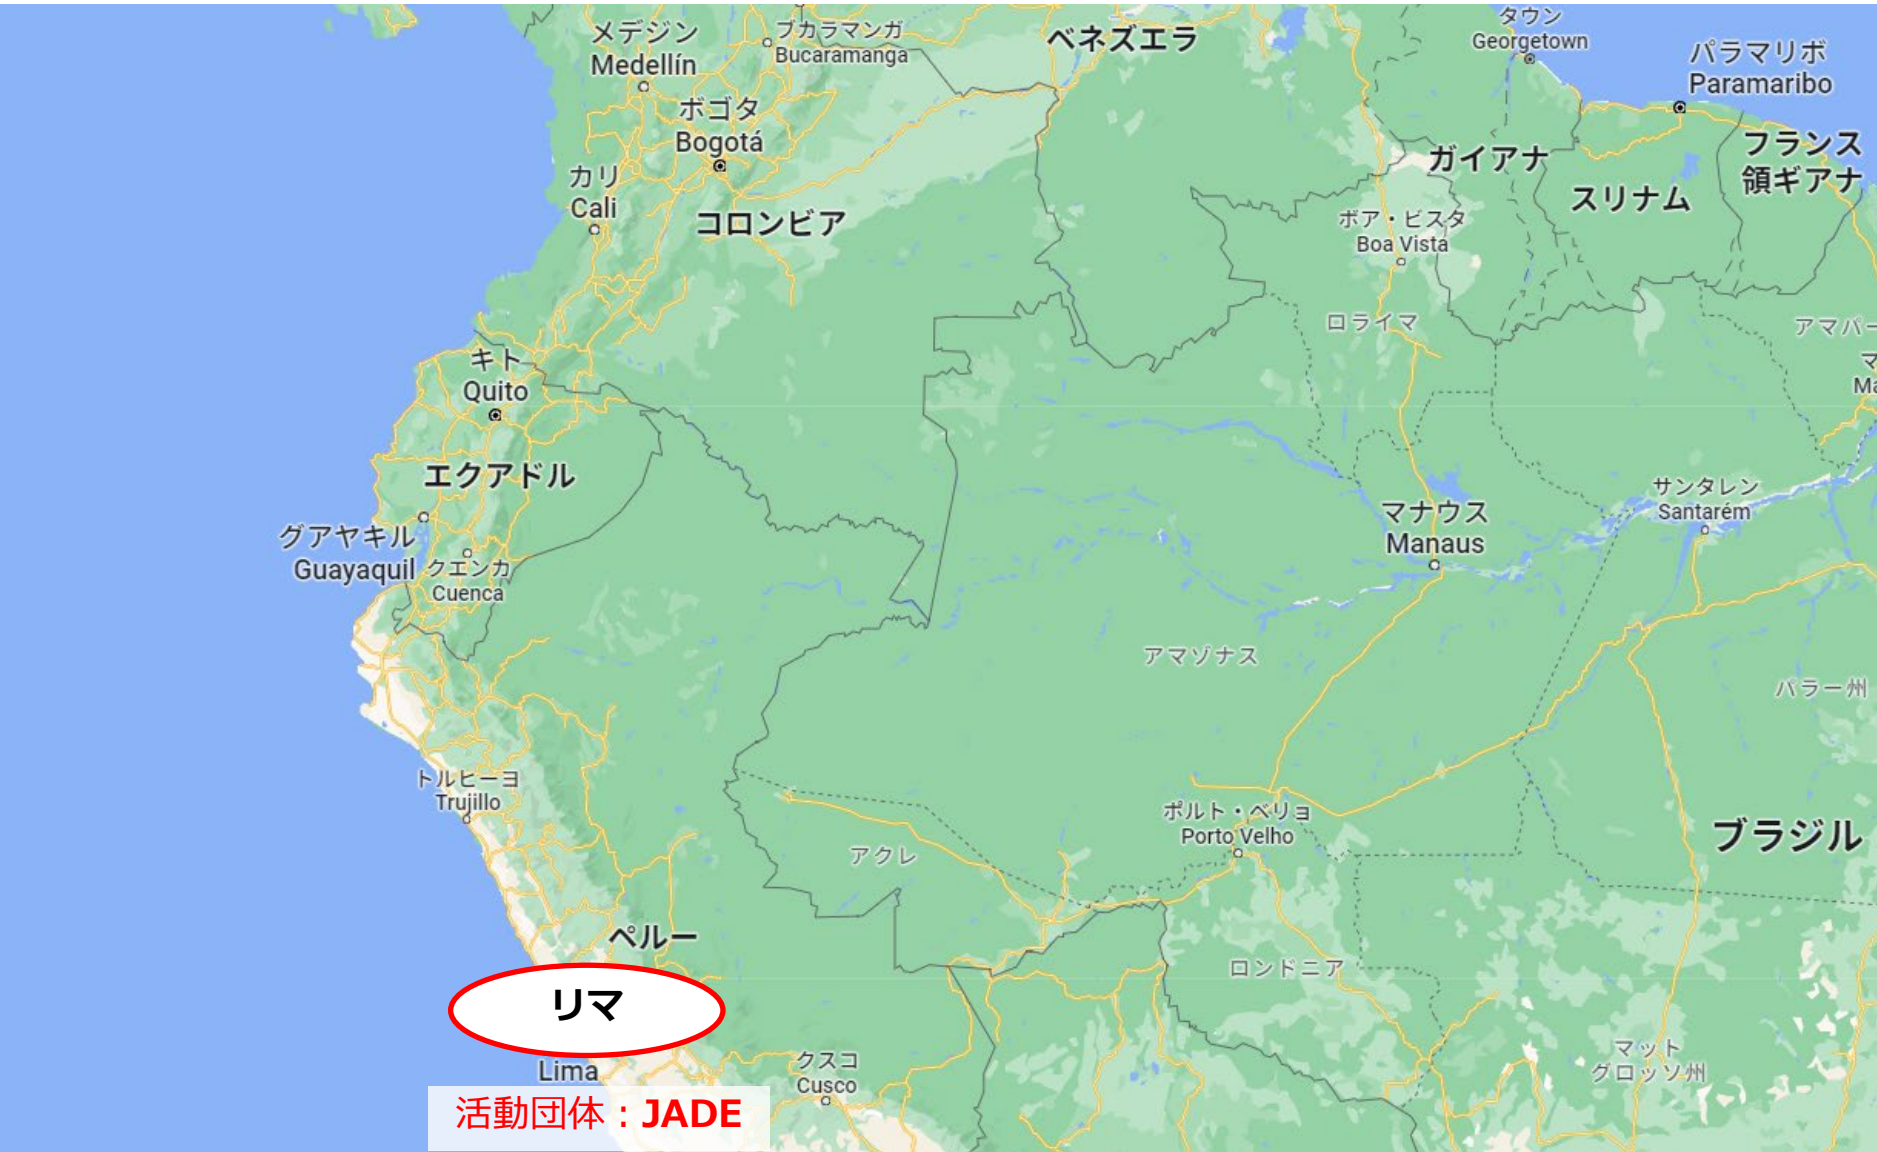 メデジン
Medellín
ブカラマンガ
Bucaramanga
ベネズエラ
タウン
Georgetown
パラマリボ
Paramaribo
ボゴタ
Bogotá
フランス
領ギアナ
ガイアナ
スリナム
カリ
Cali
コロンビア
ボア・ビスタ
Boa Vista
ロライマ
アマパー
マ
Ma
キト
Quito
エクアドル
サンタレン
Santarém
マナウス
Manaus
グアヤキル
Guayaquil
クエンカ
Cuenca
アマゾナス
パラー州
トルヒーヨ
Trujillo
ポルト・ベリョ
Porto Velho
ブラジル
アクレ
ペルー
ロンドニア
リマ
Lima
クスコ
Cusco
マット
グロッソ州
活動団体：JADE